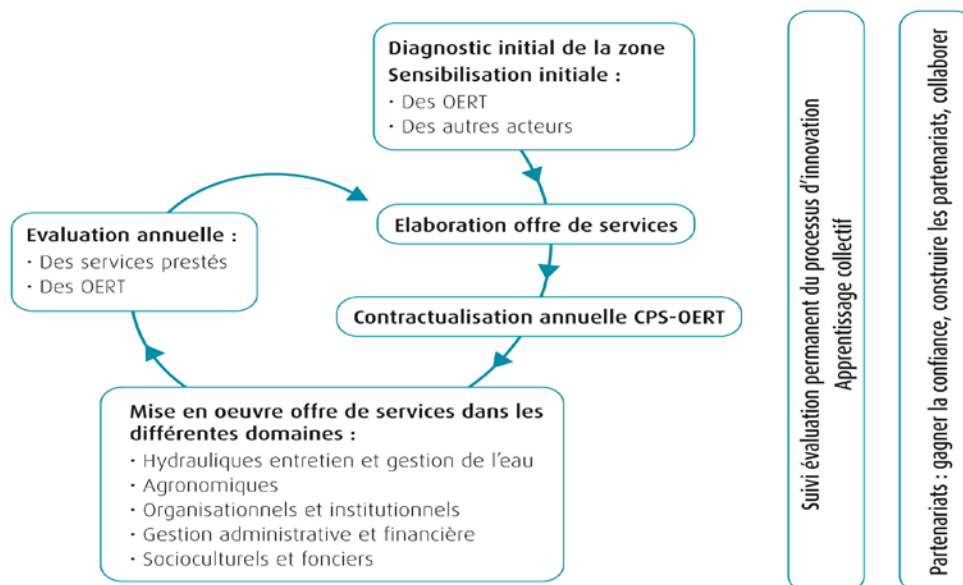 Diagnostic initial de la zone
Sensibilisation initiale :
· Des OERT
· Des autres acteurs
Elaboration offre de services
Contractualisation annuelle CPS-OERT
Mise en oeuvre offre de services dans les
différentes domaines :
· Hydrauliques entretien et gestion de l'eau
· Agronomiques
· Organisationnels et institutionnels
· Gestion administrative et financière
· Socioculturels et fonciers
Evaluation annuelle :
· Des services prestés
· Des OERT
Suivi évaluation permanent du processus d'innovation
Apprentissage collectif
Partenariats : gagner la confiance, construire les partenariats, collaborer